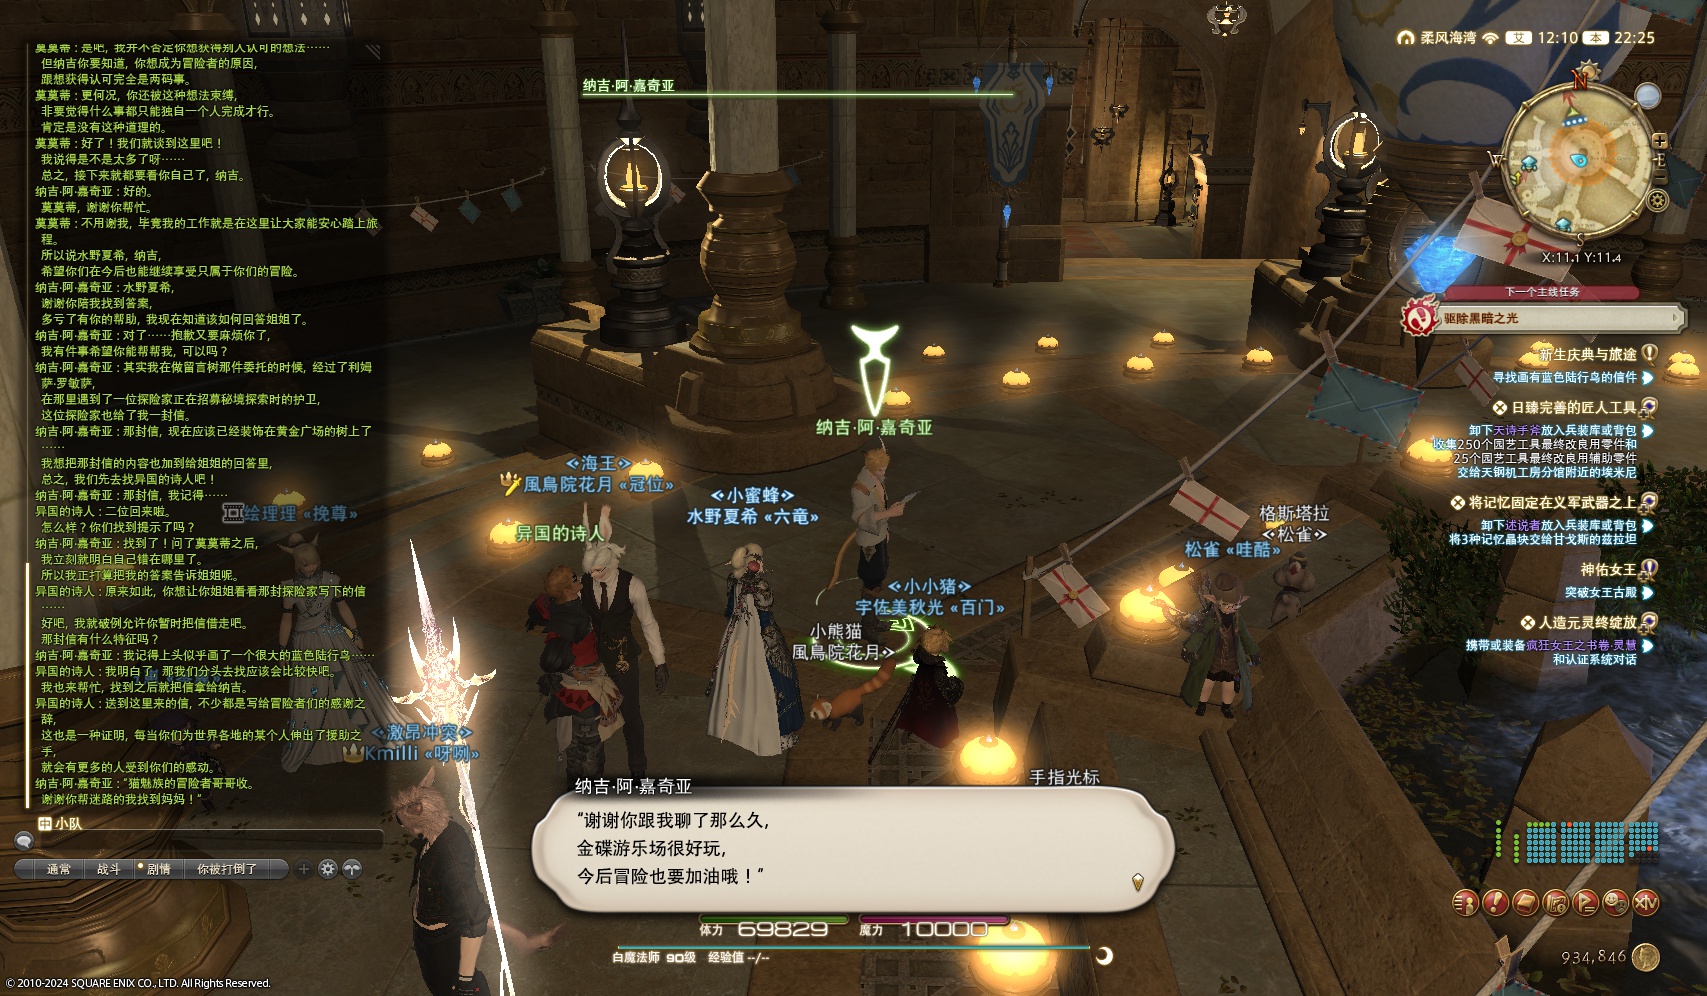 莫莫蒂：是吧，我并不否定你想获得别人认可的想法……
但纳吉你要知道，你想成为冒险者的原因，
跟想获得认可完全是两码事。
莫莫蒂：更何况，你还被这种想法束缚，
非要觉得什么事都只能独自一个人完成才行。
肯定是没有这种道理的。
莫莫蒂：好了！我们就谈到这里吧！
我说得是不是太多了呀……
总之，接下来就都要看你自己了，纳吉。
纳吉·阿·嘉奇亚：好的。
莫莫蒂，谢谢你帮忙。
莫莫蒂：不用谢我，毕竟我的工作就是在这里让大家能安心踏上旅
程。
所以说水野夏希，纳吉，
希望你们在今后也能继续享受只属于你们的冒险。
纳吉·阿·嘉奇亚：水野夏希，
谢谢你陪我找到答案，
多亏了有你的帮助，我现在知道该如何回答姐姐了。
纳吉·阿·嘉奇亚：对了……抱歉又要麻烦你了，
我有件事希望你能帮帮我，可以吗？
纳吉·阿·嘉奇亚：其实我在做留言树那件委托的时候，经过了利姆
萨·罗敏萨，
在那里遇到了一位探险家正在招募秘境探索时的护卫，
这位探险家也给了我一封信。
纳吉·阿·嘉奇亚：那封信，现在应该已经装饰在黄金广场的树上了
……
我想把那封信的内容也加到给姐姐的回答里，
总之，我们先去找异国的诗人吧！
纳吉·阿·嘉奇亚：那封信，我记得……
异国的诗人：二位回来啦。
怎么样？你们找到提示了吗？
纳吉·阿·嘉奇亚：找到了！问了莫莫蒂之后，
我立刻就明白自己错在哪里了。
所以我正打算把我的答案告诉姐姐呢。
异国的诗人：原来如此，你想让你姐姐看看那封探险家写下的信
……
好吧，我就破例允许你暂时把信借走吧。
那封信有什么特征吗？
纳吉·阿·嘉奇亚：我记得上头似乎画了一个很大的蓝色陆行鸟……
异国的诗人：我明白了，那我们分头去找应该会比较快吧。
我也来帮忙，找到之后就把信拿给纳吉。
异国的诗人：送到这里来的信，不少都是写给冒险者们的感谢之
辞，
这也是一种证明，每当你们为世界各地的某个人伸出了援助之
手，
就会有更多的人受到你们的感动。
纳吉·阿·嘉奇亚：“猫魅族的冒险者哥哥收。
谢谢你帮迷路的我找到妈妈！”
小队
通常
战斗
剧情
你被打倒了
© 2010-2024 SQUARE ENIX CO., LTD. All Rights Reserved.
纳吉·阿·嘉奇亚
纳吉·阿·嘉奇亚
海王
風鳥院花月 «冠位»
小蜜蜂
水野夏希 «六竜»
绘理理 «挽尊»
异国的诗人
格斯塔拉
松雀
松雀 «哇酷»
小小猪
宇佐美秋光 «百门»
小熊猫
風鳥院花月
激昂冲突
Kmilli «呀咧»
手指光标
纳吉·阿·嘉奇亚
“谢谢你跟我聊了那么久，
金碟游乐场很好玩，
今后冒险也要加油哦！”
体力 69829 魔力 10000
白魔法师 90级 经验值 --/--
柔风海湾 艾 12:10 本 22:25
N
W
E
S
X:11.1 Y:11.4
下一个主线任务
驱除黑暗之光
新生庆典与旅途
寻找画有蓝色陆行鸟的信件
日臻完善的匠人工具
卸下天诗手斧放入兵装库或背包
收集250个园艺工具最终改良用零件和
25个园艺工具最终改良用辅助零件
交给天钢机工房分馆附近的埃米尼
将记忆固定在义军武器之上
卸下述说者放入兵装库或背包
将3种记忆晶块交给甘戈斯的兹拉坦
神佑女王
突破女王古殿
人造元灵终绽放
携带或装备疯狂女王之书卷·灵慧
和认证系统对话
XIV
934,846